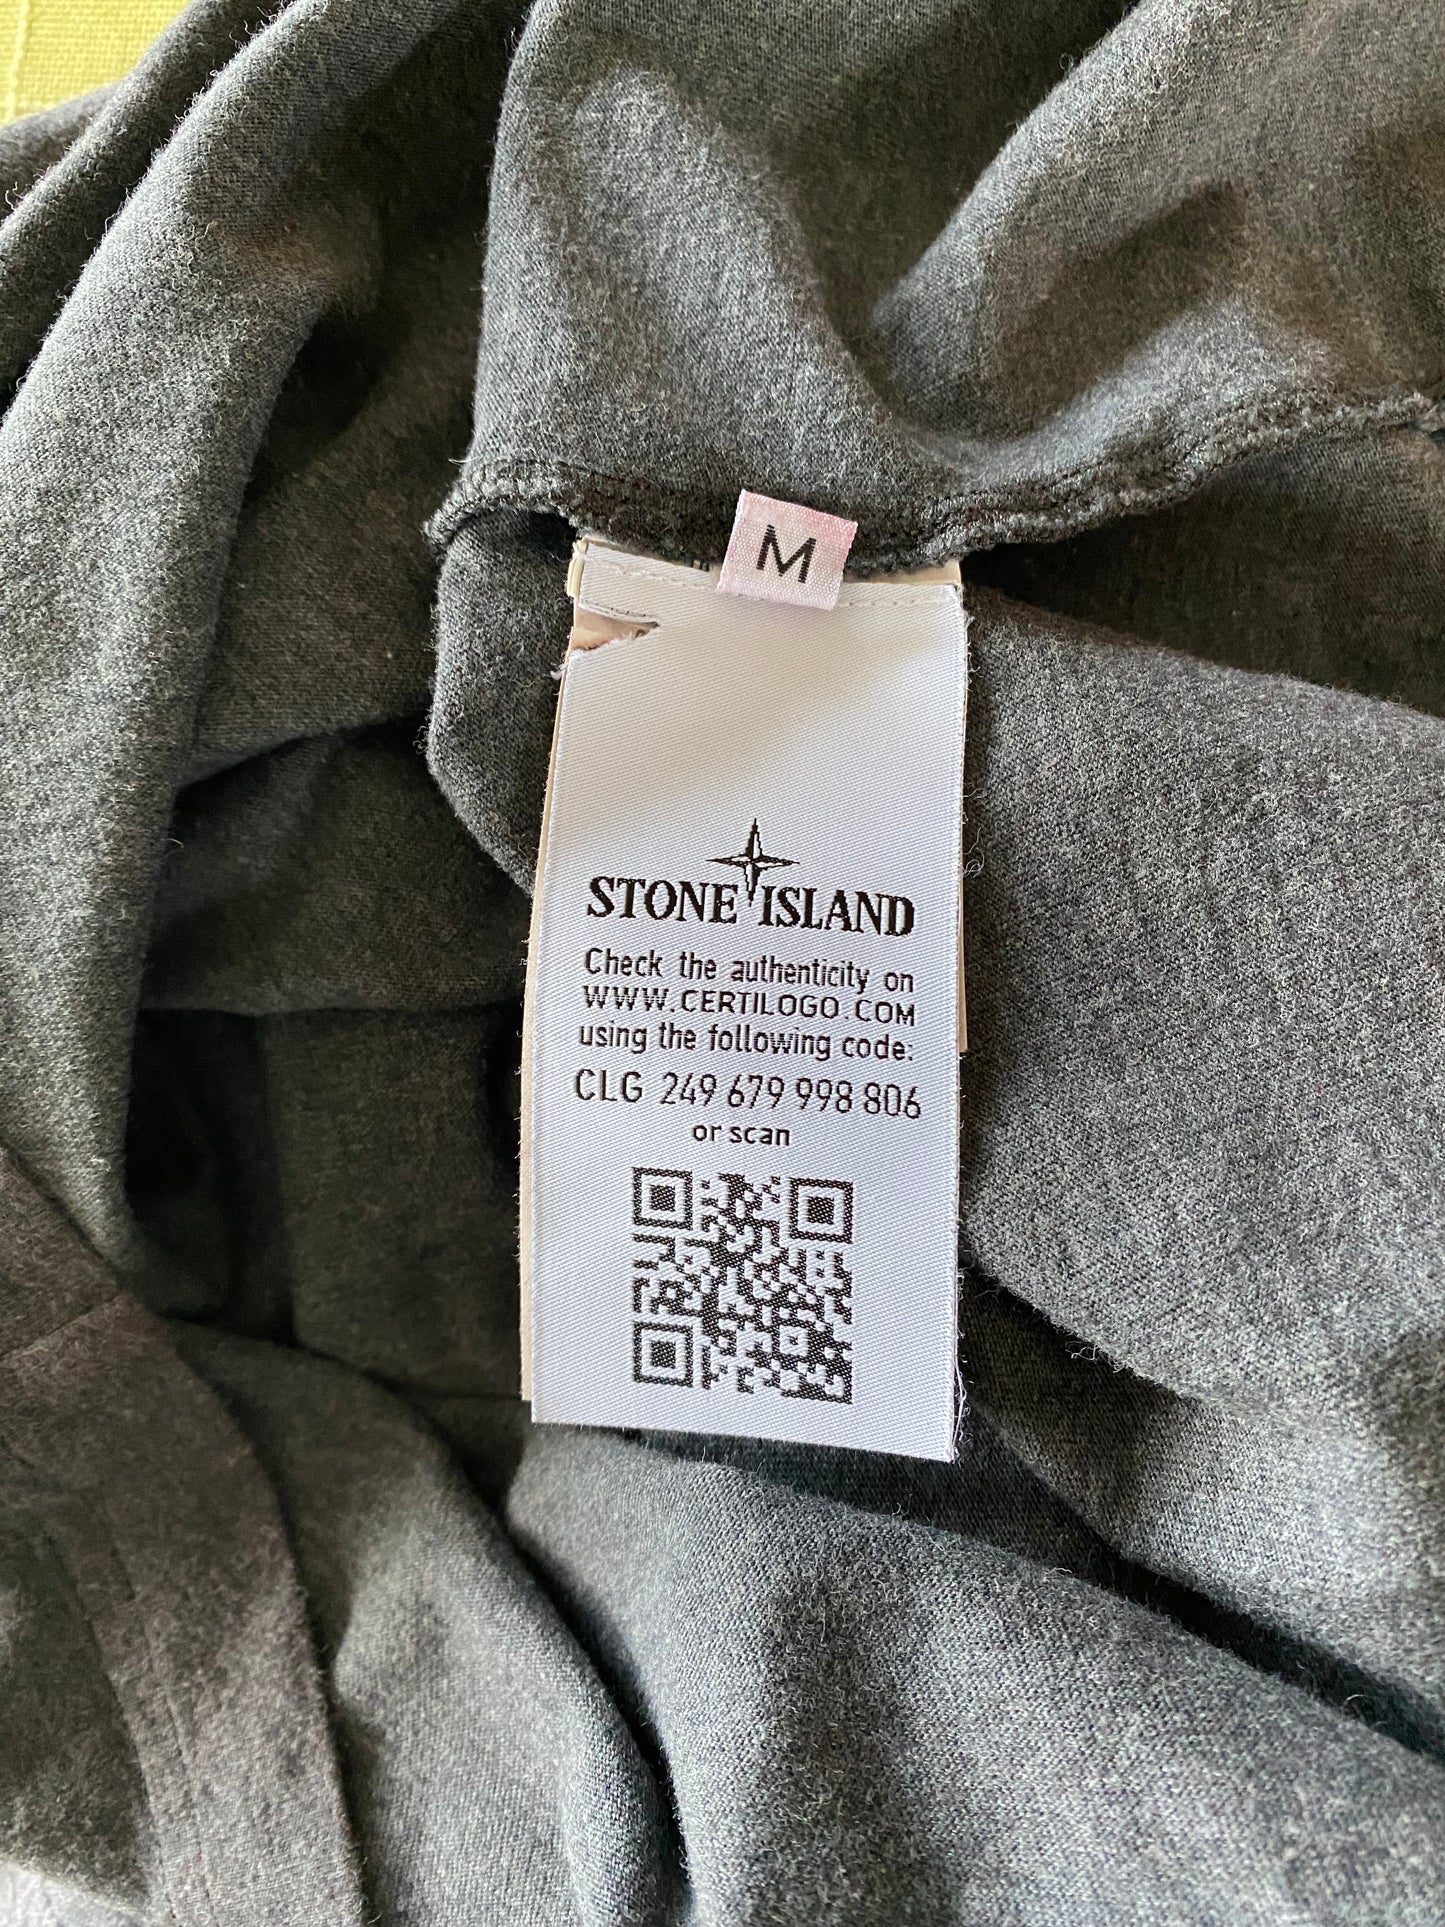 M
STONE ISLAND
Check the authenticity on
WWW.CERTILOGO.COM
using the following code:
CLG 249 679 998 806
or scan